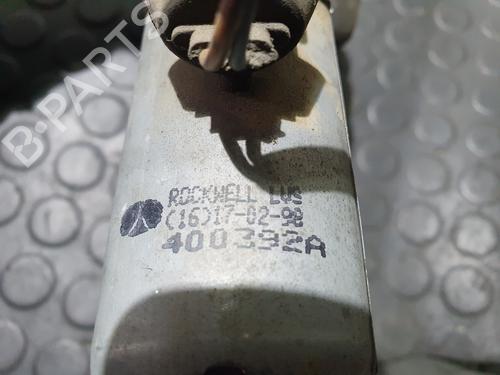 B-PARTS
ROCKWELL LVS
(16)17-02-98
400392A